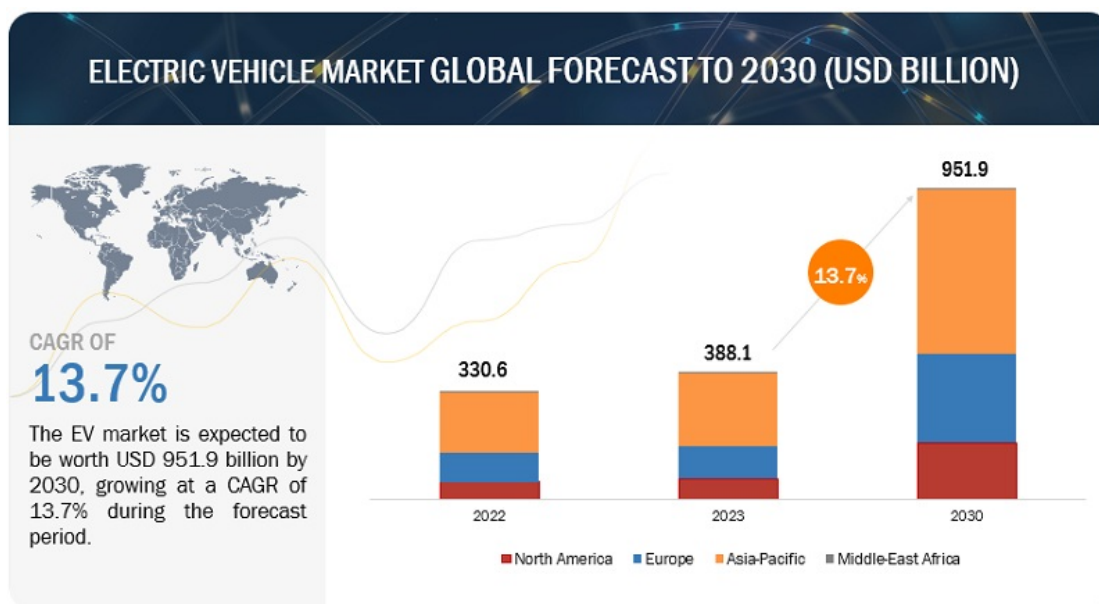 ELECTRIC VEHICLE MARKET GLOBAL FORECAST TO 2030 (USD BILLION)
CAGR OF
13.7%
The EV market is expected to
be worth USD 951.9 billion by
2030, growing at a CAGR of
13.7% during the forecast
period.
951.9
13.7%
388.1
330.6
2022 2023 2030
North America Europe Asia-Pacific Middle-East Africa